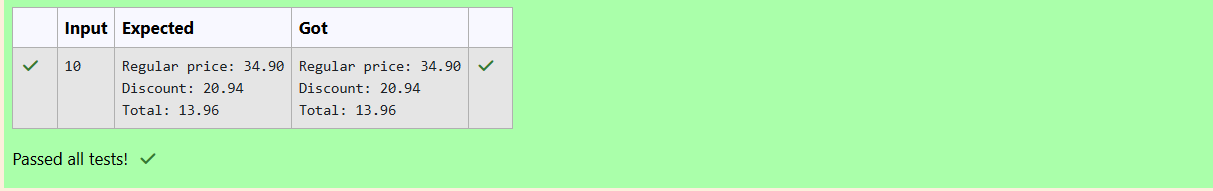 Input Expected Got
10 Regular price: 34.90 Regular price: 34.90
Discount: 20.94 Discount: 20.94
Total: 13.96 Total: 13.96
Passed all tests!